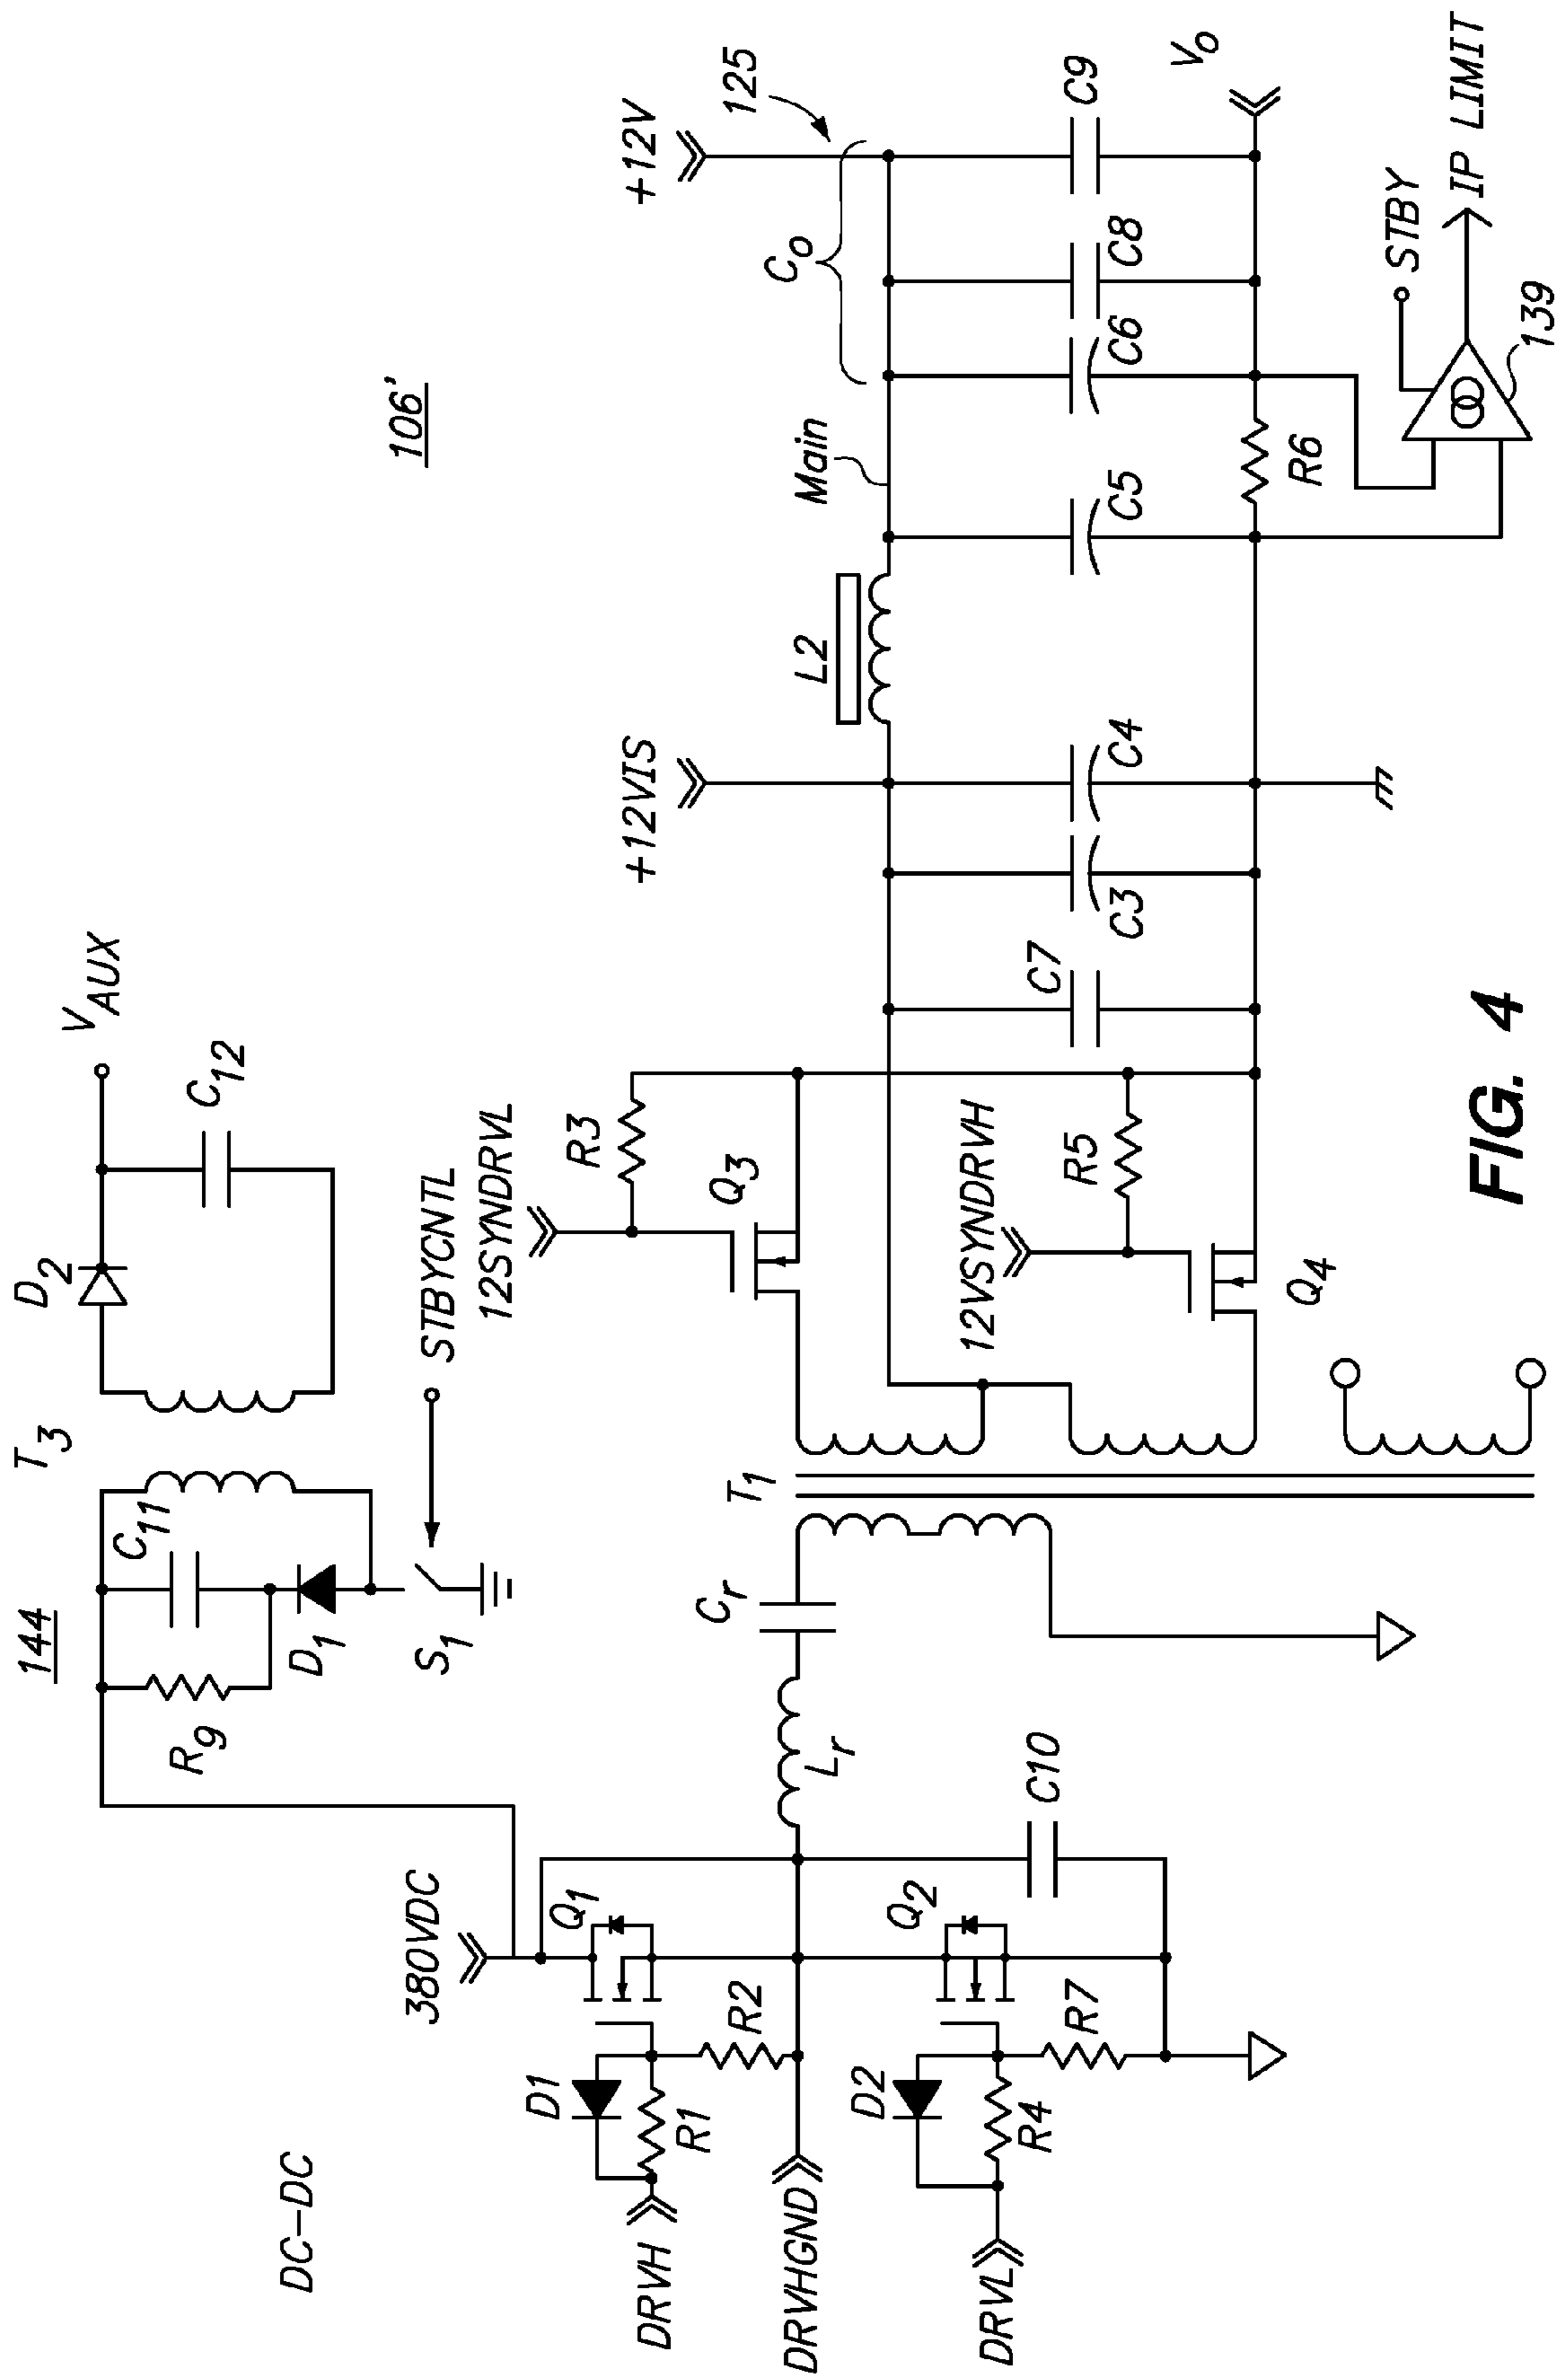 DC-DC
144
T3
D2
VAUX
C11
C12
R9
D1
S1
STBYCNTL
106'
380VDC
Q1
D1
R1
R2
DRVH
DRVHGND
Lr
Cr
T1
Q2
D2
R4
R7
DRVL
C10
12SYNDRVL
R3
Q3
12VSYNDRVH
R5
Q4
+12VIS
+12V
125
L2
Main
Co
C7
C3
C4
C5
C6
C8
C9
R6
Vo
STBY
IP LIMIT
139
FIG. 4